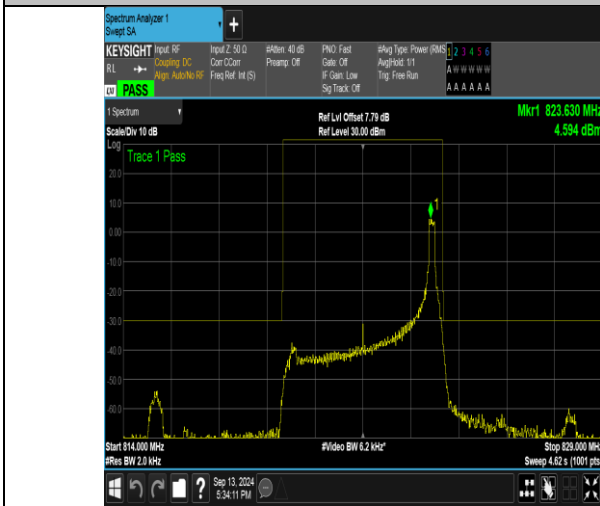 Spectrum Analyzer 1
Swept SA
+
KEYSIGHT Input: RF Input Z: 50 Ω #Atten: 40 dB PNO: Fast #Avg Type: Power (RMS 1 2 3 4 5 6
RL Coupling: DC Corr CCorr Preamp: Off Gate: Off Avg|Hold: 1/1 A W W W W W
Align: Auto/No RF Freq Ref: Int (S) IF Gain: Low Trig: Free Run
PASS Sig Track: Off A A A A A A
1 Spectrum Ref Lvl Offset 7.79 dB Mkr1 823.630 MHz
Scale/Div 10 dB Ref Level 30.00 dBm 4.594 dBm
Log
Trace 1 Pass
20.0
10.0
1
0.00
-10.0
-20.0
-30.0
-40.0
-50.0
-60.0
Start 814.000 MHz #Video BW 6.2 kHz* Stop 829.000 MHz
#Res BW 2.0 kHz Sweep 4.62 s (1001 pts
? Sep 13, 2024
5:34:11 PM